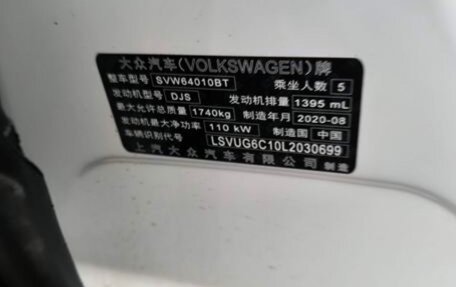 大众汽车(VOLKSWAGEN)牌
整车型号 SVW64010BT 乘坐人数 5
发动机型号 DJS 发动机排量 1395 mL
最大允许总质量 1740kg 制造年月 2020-08
发动机最大净功率 110 kW 制造国 中国
车辆识别代号 LSVUG6C10L2030699
上汽大众汽车有限公司 制造